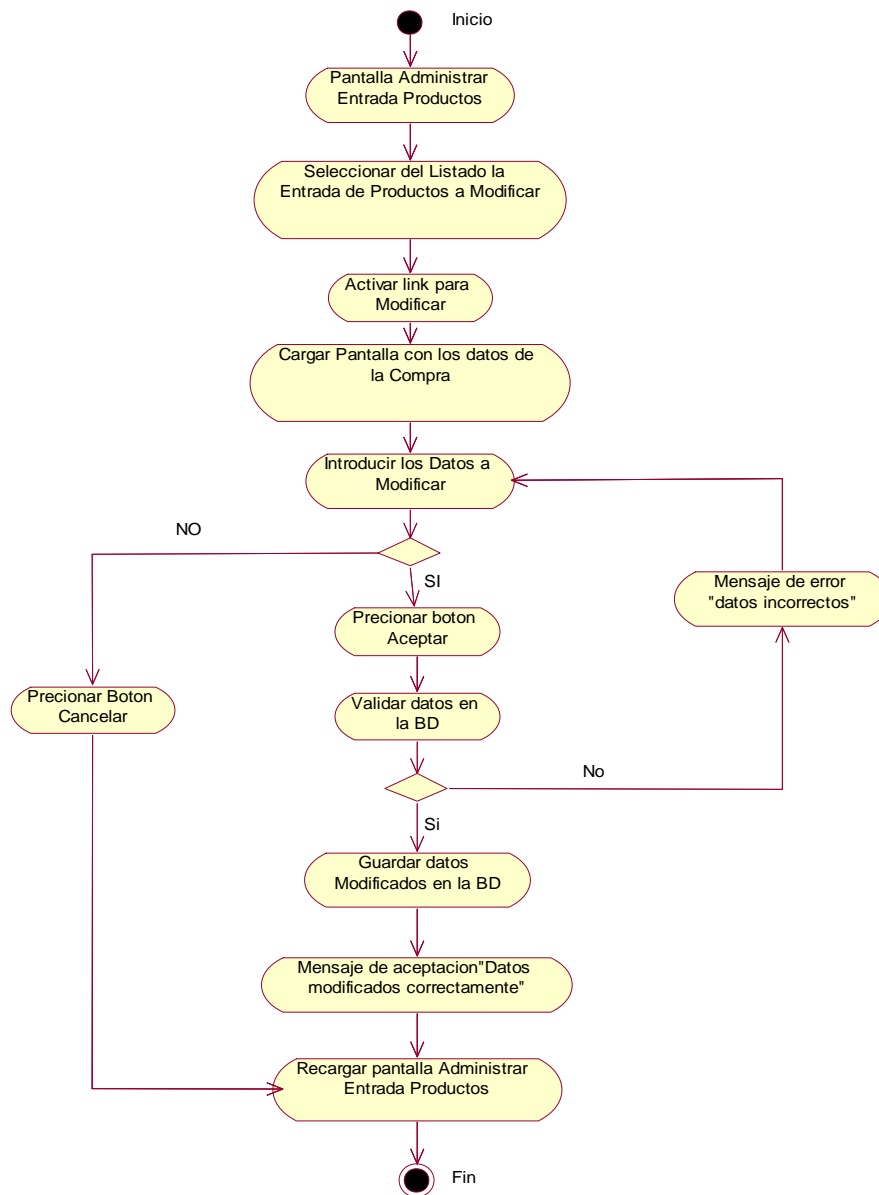 Inicio
Pantalla Administrar
Entrada Productos
Seleccionar del Listado la
Entrada de Productos a Modificar
Activar link para
Modificar
Cargar Pantalla con los datos de
la Compra
Introducir los Datos a
Modificar
NO
SI
Mensaje de error
"datos incorrectos"
Precionar boton
Aceptar
Precionar Boton
Cancelar
Validar datos en
la BD
No
Si
Guardar datos
Modificados en la BD
Mensaje de aceptacion"Datos
modificados correctamente"
Recargar pantalla Administrar
Entrada Productos
Fin